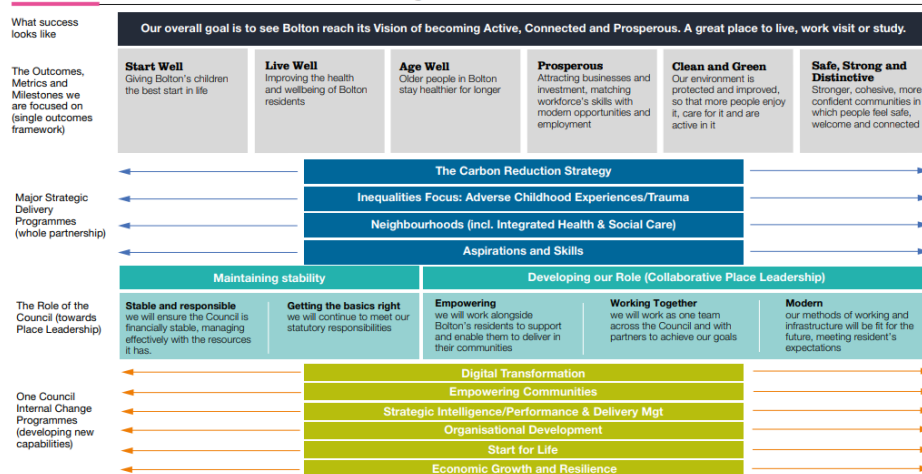 What success
looks like
Our overall goal is to see Bolton reach its Vision of becoming Active, Connected and Prosperous. A great place to live, work visit or study.
The Outcomes,
Metrics and
Milestones we
are focused on
(single outcomes
framework)
Start Well
Giving Bolton's children
the best start in life
Live Well
Improving the health
and wellbeing of Bolton
residents
Age Well
Older people in Bolton
stay healthier for longer
Prosperous
Attracting businesses and
investment, matching
workforce's skills with
modern opportunities and
employment
Clean and Green
Our environment is
protected and improved,
so that more people enjoy
it, care for it and are
active in it
Safe, Strong and
Distinctive
Stronger, cohesive, more
confident communities in
which people feel safe,
welcome and connected
Major Strategic
Delivery
Programmes
(whole partnership)
The Carbon Reduction Strategy
Inequalities Focus: Adverse Childhood Experiences/Trauma
Neighbourhoods (incl. Integrated Health & Social Care)
Aspirations and Skills
Maintaining stability
Developing our Role (Collaborative Place Leadership)
The Role of the
Council (towards
Place Leadership)
Stable and responsible
we will ensure the Council is
financially stable, managing
effectively with the resources
it has.
Getting the basics right
we will continue to meet our
statutory responsibilities
Empowering
we will work alongside
Bolton's residents to support
and enable them to deliver in
their communities
Working Together
we will work as one team
across the Council and with
partners to achieve our goals
Modern
our methods of working and
infrastructure will be fit for the
future, meeting resident's
expectations
One Council
Internal Change
Programmes
(developing new
capabilities)
Digital Transformation
Empowering Communities
Strategic Intelligence/Performance & Delivery Mgt
Organisational Development
Start for Life
Economic Growth and Resilience